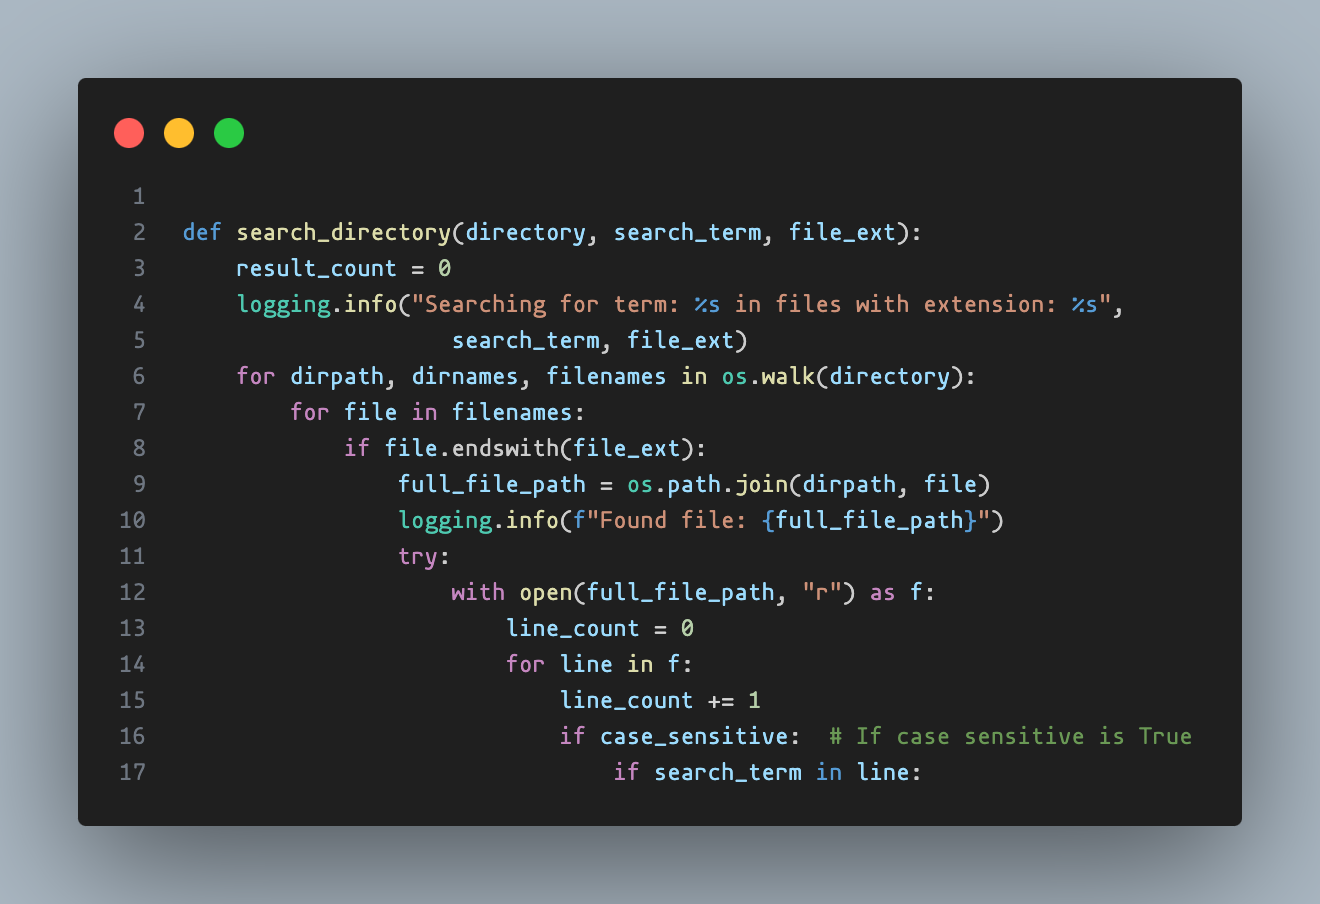 1
2 def search_directory(directory, search_term, file_ext):
3     result_count = 0
4     logging.info("Searching for term: %s in files with extension: %s",
5                     search_term, file_ext)
6     for dirpath, dirnames, filenames in os.walk(directory):
7         for file in filenames:
8             if file.endswith(file_ext):
9                 full_file_path = os.path.join(dirpath, file)
10                 logging.info(f"Found file: {full_file_path}")
11                 try:
12                     with open(full_file_path, "r") as f:
13                         line_count = 0
14                         for line in f:
15                             line_count += 1
16                             if case_sensitive:  # If case sensitive is True
17                                 if search_term in line: